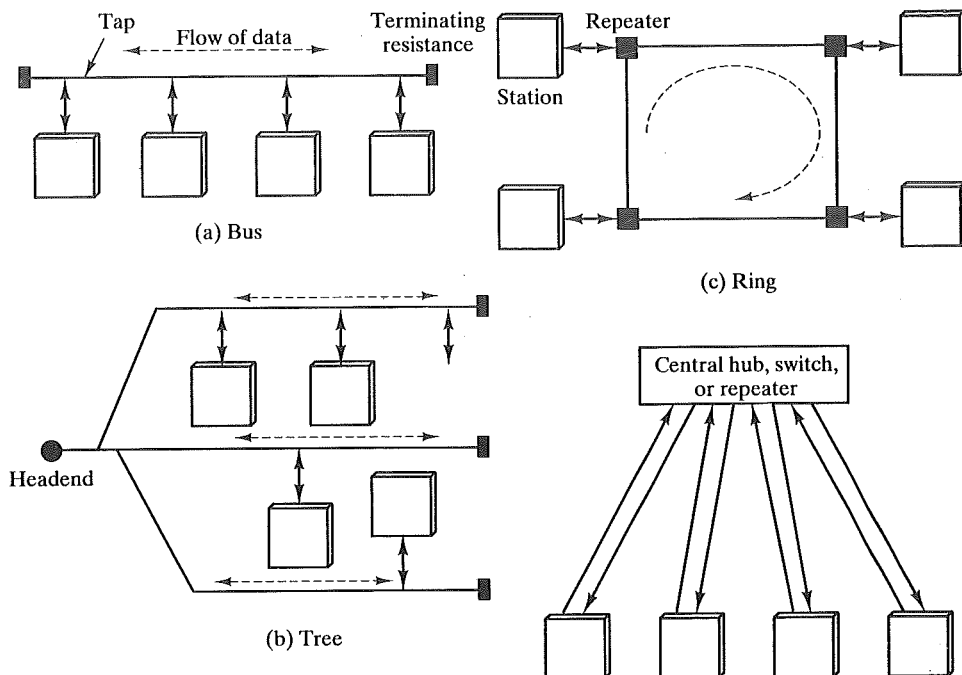 Tap
Flow of data
Terminating
resistance
(a) Bus
Repeater
Station
(c) Ring
Headend
(b) Tree
Central hub, switch,
or repeater